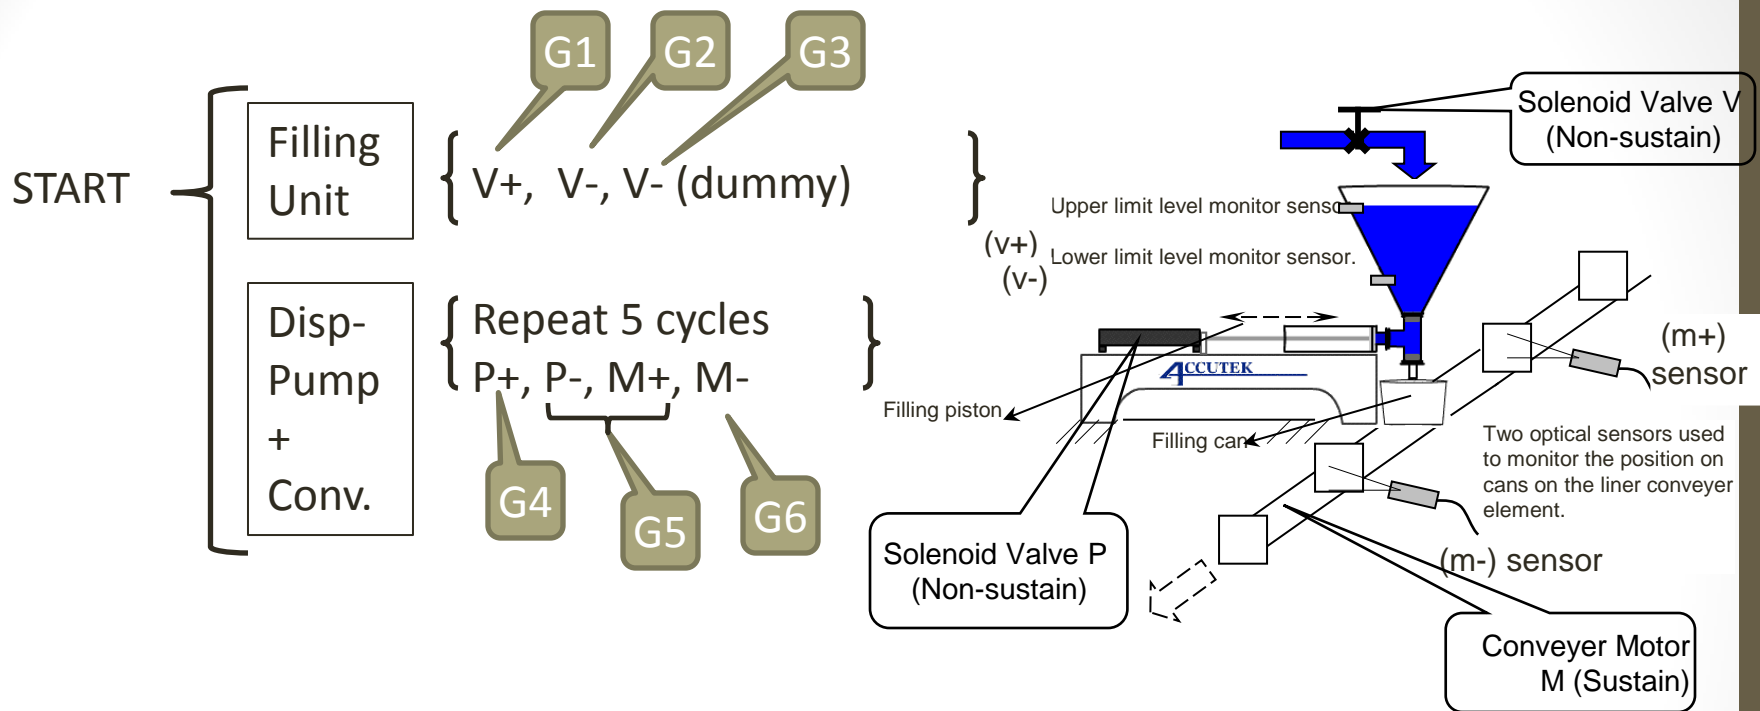 START
Filling
Unit
V+, V-, V- (dummy)
G1
G2
G3
Disp-
Pump
+
Conv.
Repeat 5 cycles
P+, P-, M+, M-
G4
G5
G6
Solenoid Valve V
(Non-sustain)
Upper limit level monitor senso
(v+)
Lower limit level monitor sensor.
(v-)
ACCUTEK
Filling piston
Filling can
(m+)
sensor
Two optical sensors used
to monitor the position on
cans on the liner conveyer
element.
(m-) sensor
Solenoid Valve P
(Non-sustain)
Conveyer Motor
M (Sustain)